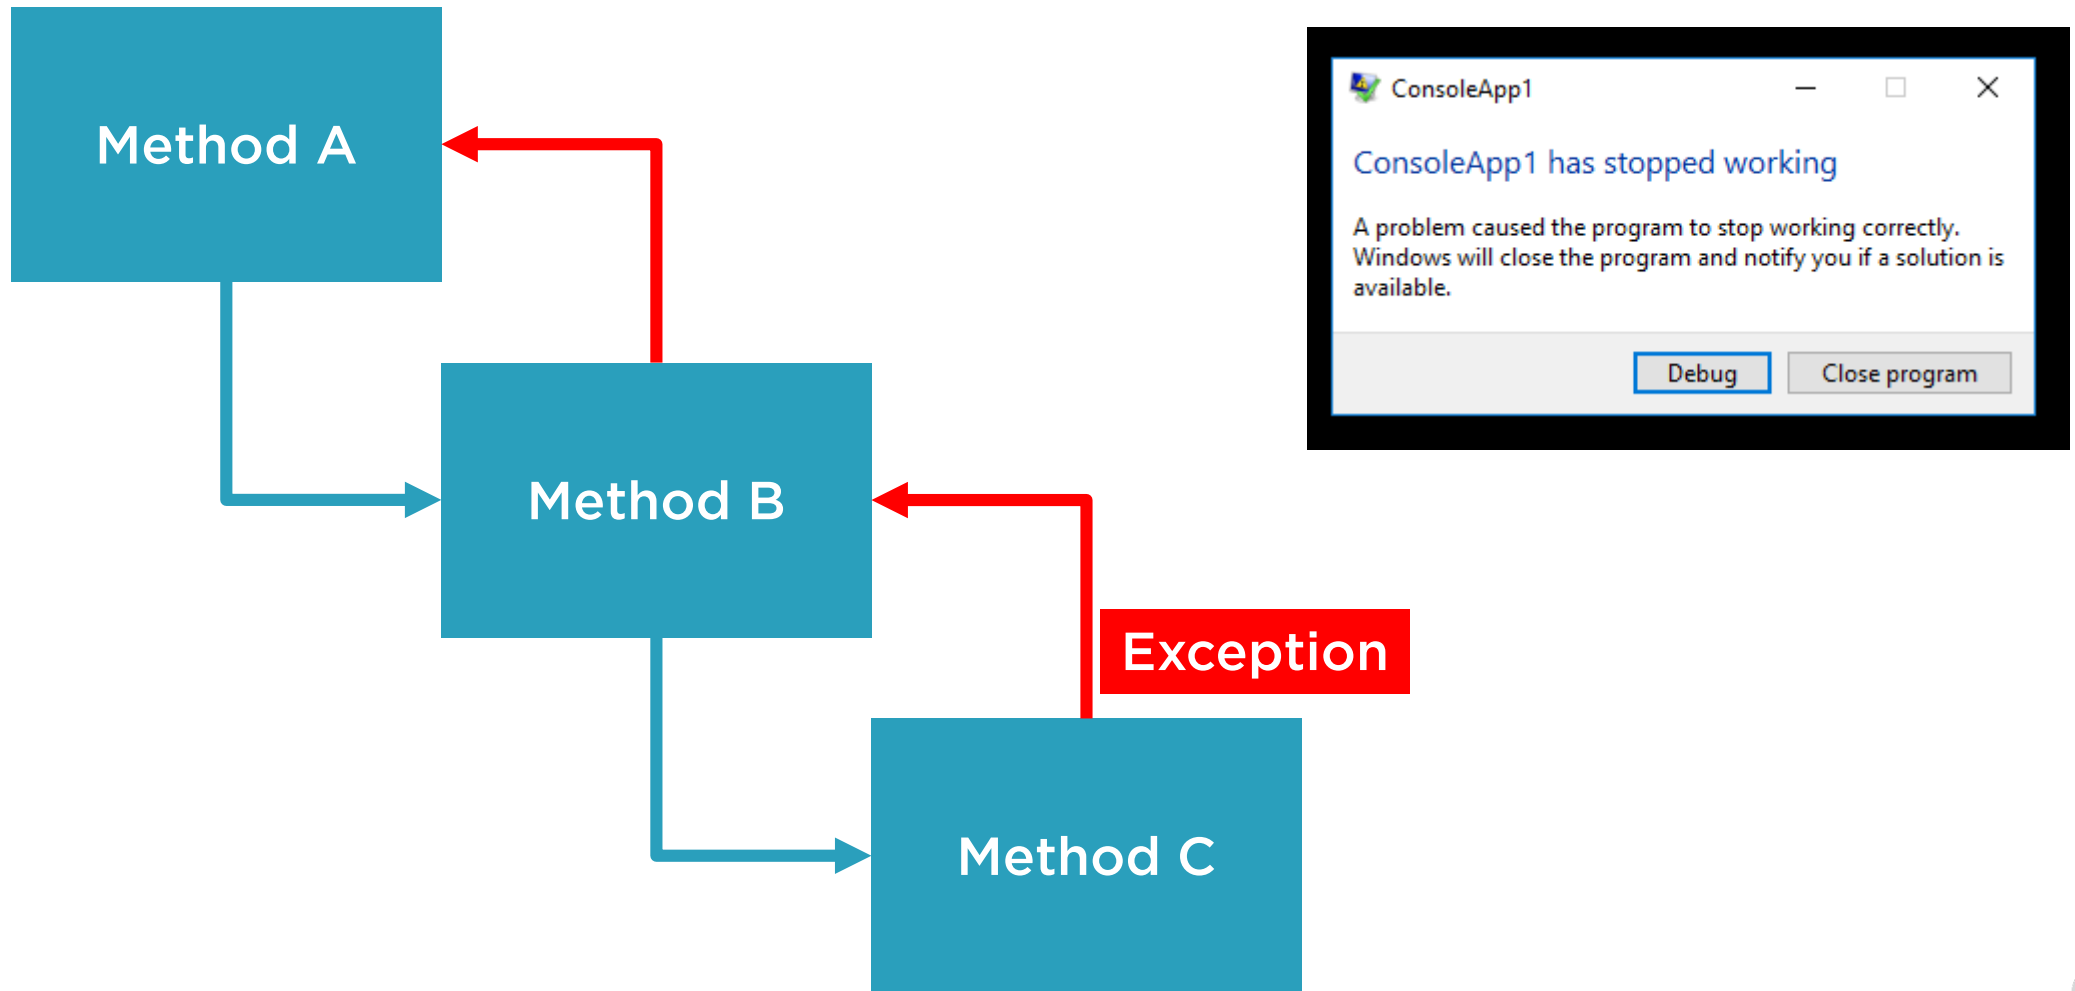 Method A
ConsoleApp1
ConsoleApp1 has stopped working
A problem caused the program to stop working correctly.
Windows will close the program and notify you if a solution is
available.
Debug
Close program
Method B
Exception
Method C